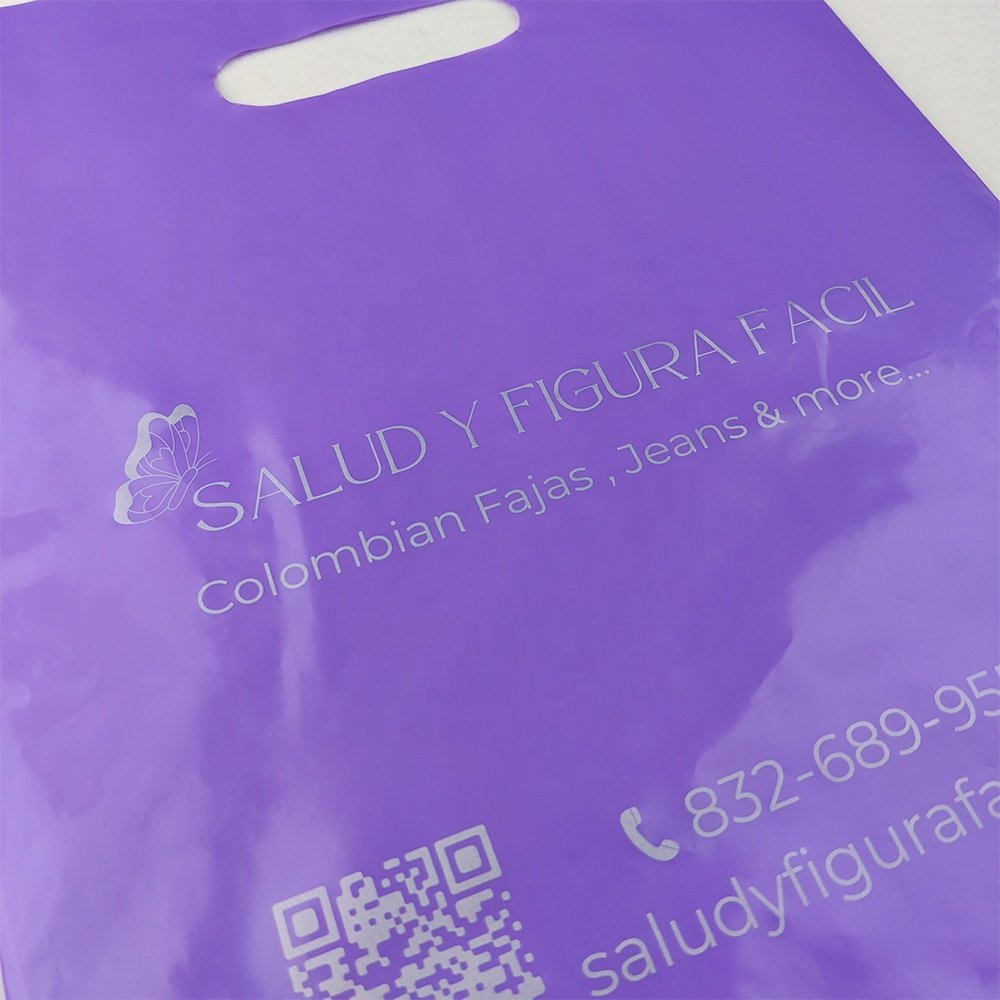 SALUD Y FIGURA FACIL
Colombian Fajas , Jeans & more...
832-689-95
saludyfigurafa